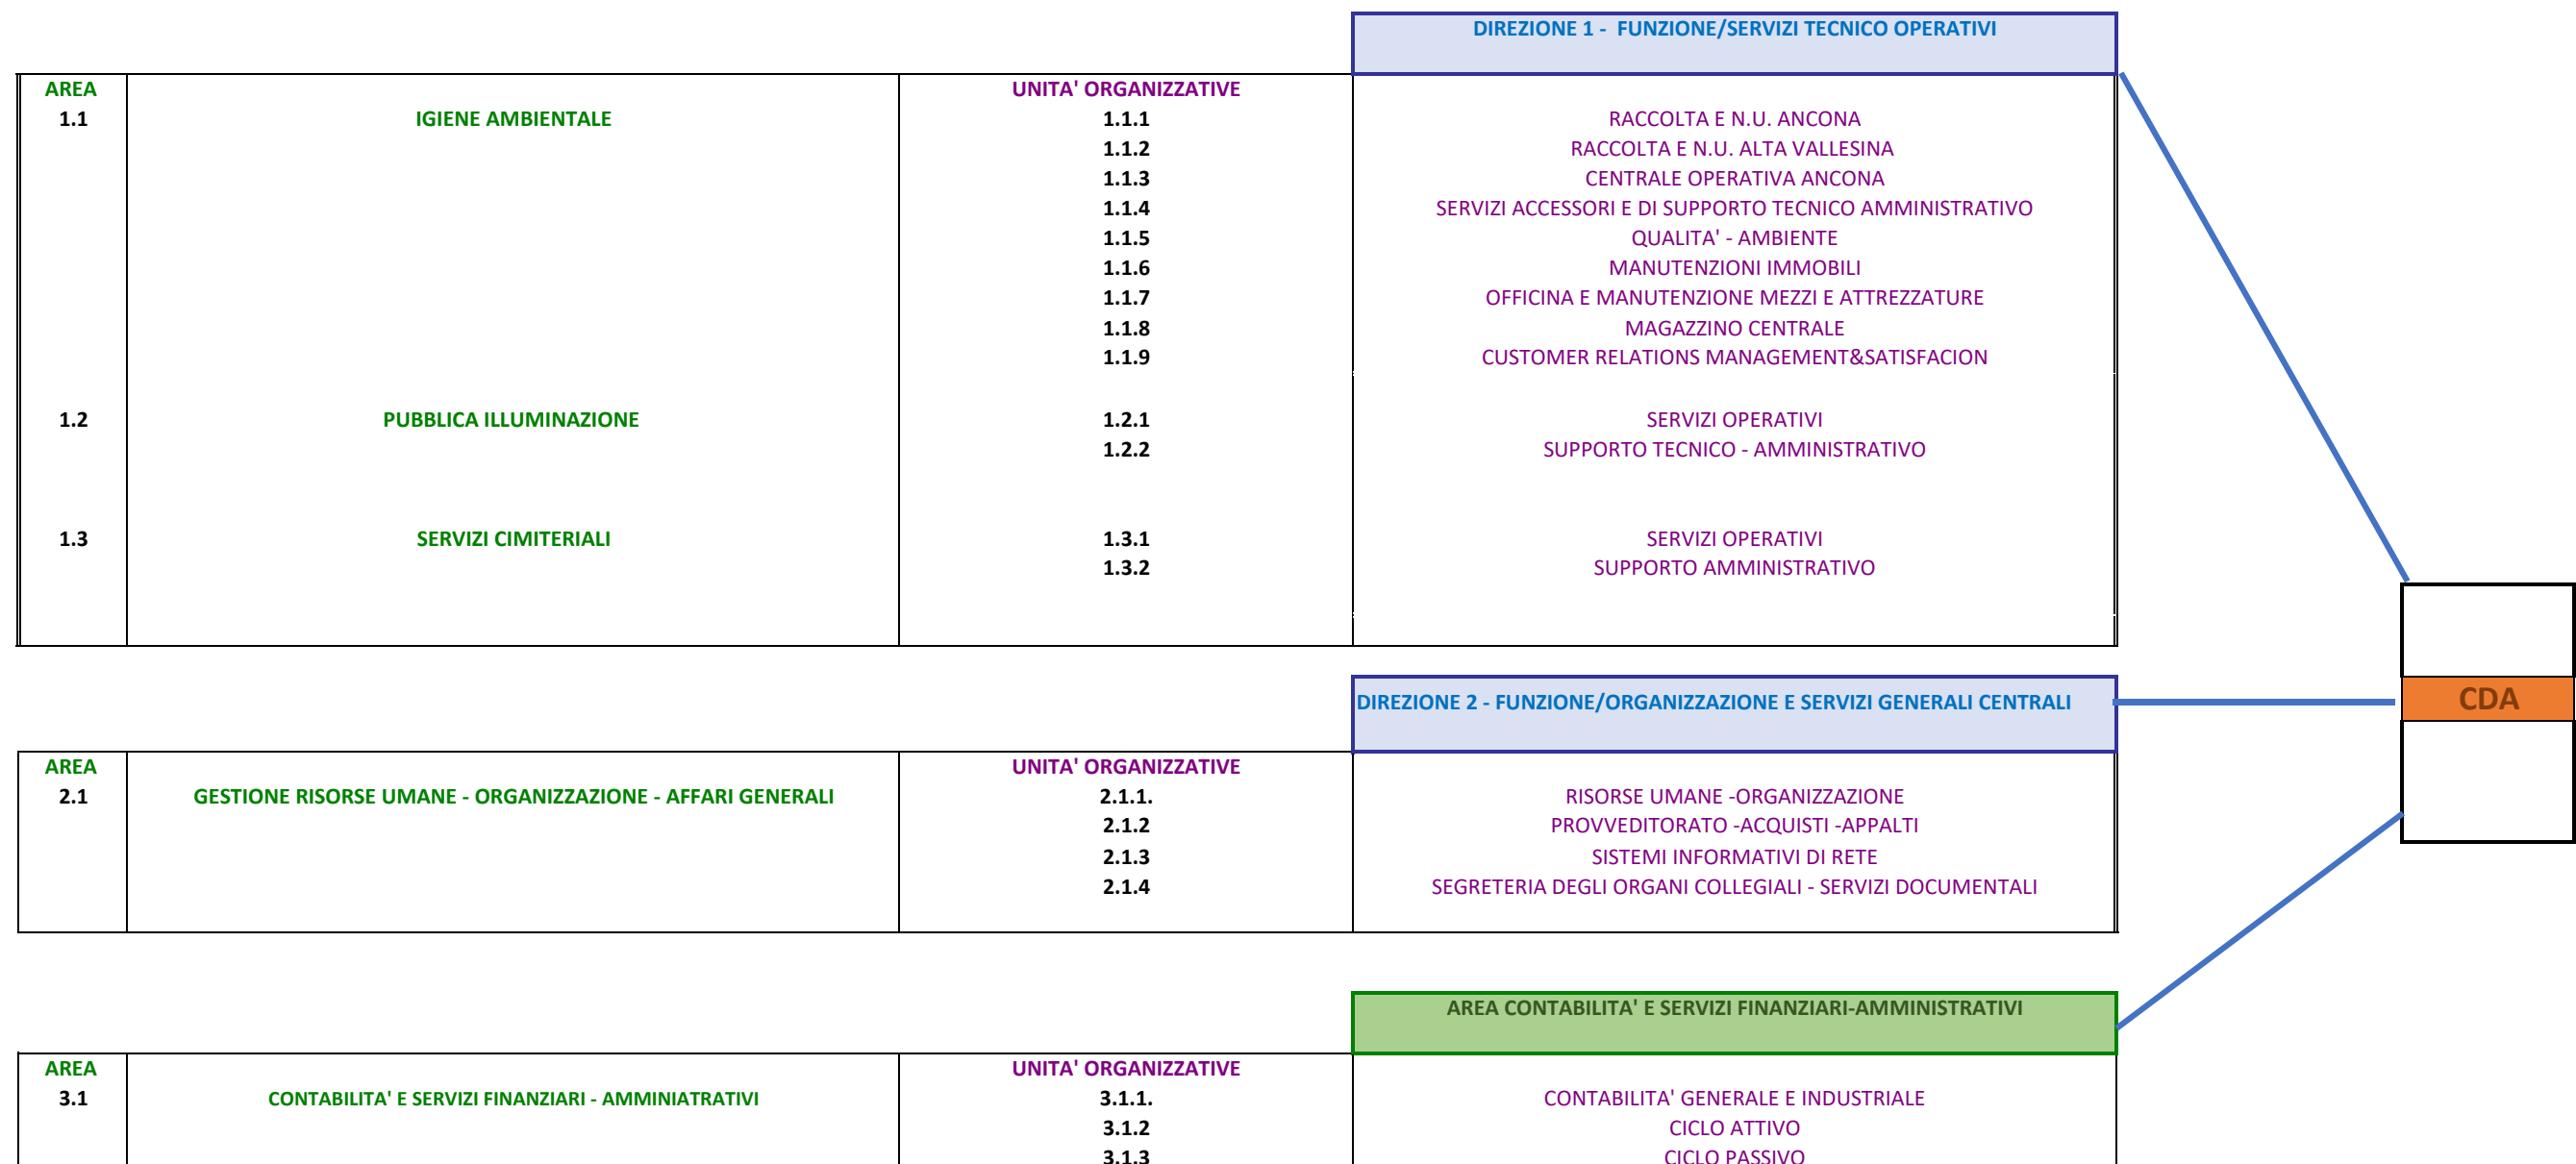 DIREZIONE 1 - FUNZIONE/SERVIZI TECNICO OPERATIVI
AREA UNITA' ORGANIZZATIVE
1.1 IGIENE AMBIENTALE 1.1.1 RACCOLTA E N.U. ANCONA
1.1.2 RACCOLTA E N.U. ALTA VALLESINA
1.1.3 CENTRALE OPERATIVA ANCONA
1.1.4 SERVIZI ACCESSORI E DI SUPPORTO TECNICO AMMINISTRATIVO
1.1.5 QUALITA' - AMBIENTE
1.1.6 MANUTENZIONI IMMOBILI
1.1.7 OFFICINA E MANUTENZIONE MEZZI E ATTREZZATURE
1.1.8 MAGAZZINO CENTRALE
1.1.9 CUSTOMER RELATIONS MANAGEMENT&SATISFACION
1.2 PUBBLICA ILLUMINAZIONE 1.2.1 SERVIZI OPERATIVI
1.2.2 SUPPORTO TECNICO - AMMINISTRATIVO
1.3 SERVIZI CIMITERIALI 1.3.1 SERVIZI OPERATIVI
1.3.2 SUPPORTO AMMINISTRATIVO
DIREZIONE 2 - FUNZIONE/ORGANIZZAZIONE E SERVIZI GENERALI CENTRALI
CDA
AREA UNITA' ORGANIZZATIVE
2.1 GESTIONE RISORSE UMANE - ORGANIZZAZIONE - AFFARI GENERALI 2.1.1. RISORSE UMANE -ORGANIZZAZIONE
2.1.2 PROVVEDITORATO -ACQUISTI -APPALTI
2.1.3 SISTEMI INFORMATIVI DI RETE
2.1.4 SEGRETERIA DEGLI ORGANI COLLEGIALI - SERVIZI DOCUMENTALI
AREA CONTABILITA' E SERVIZI FINANZIARI-AMMINISTRATIVI
AREA UNITA' ORGANIZZATIVE
3.1 CONTABILITA' E SERVIZI FINANZIARI - AMMINIATRATIVI 3.1.1. CONTABILITA' GENERALE E INDUSTRIALE
3.1.2 CICLO ATTIVO
3.1.3 CICLO PASSIVO